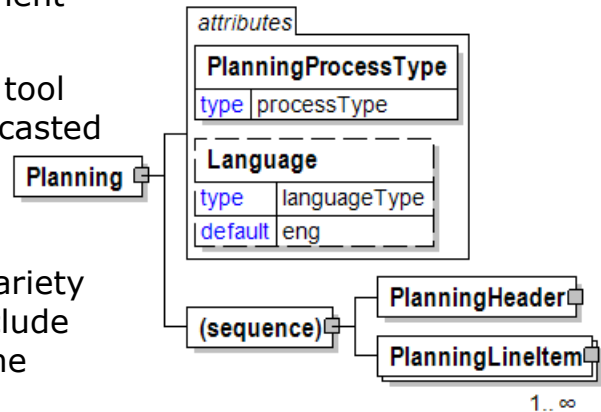 ment
tool
casted
ariety
lude
ne
attributes
PlanningProcessType
type processType
Language
type languageType
default eng
Planning
(sequence)
PlanningHeader
PlanningLineItem
1..∞